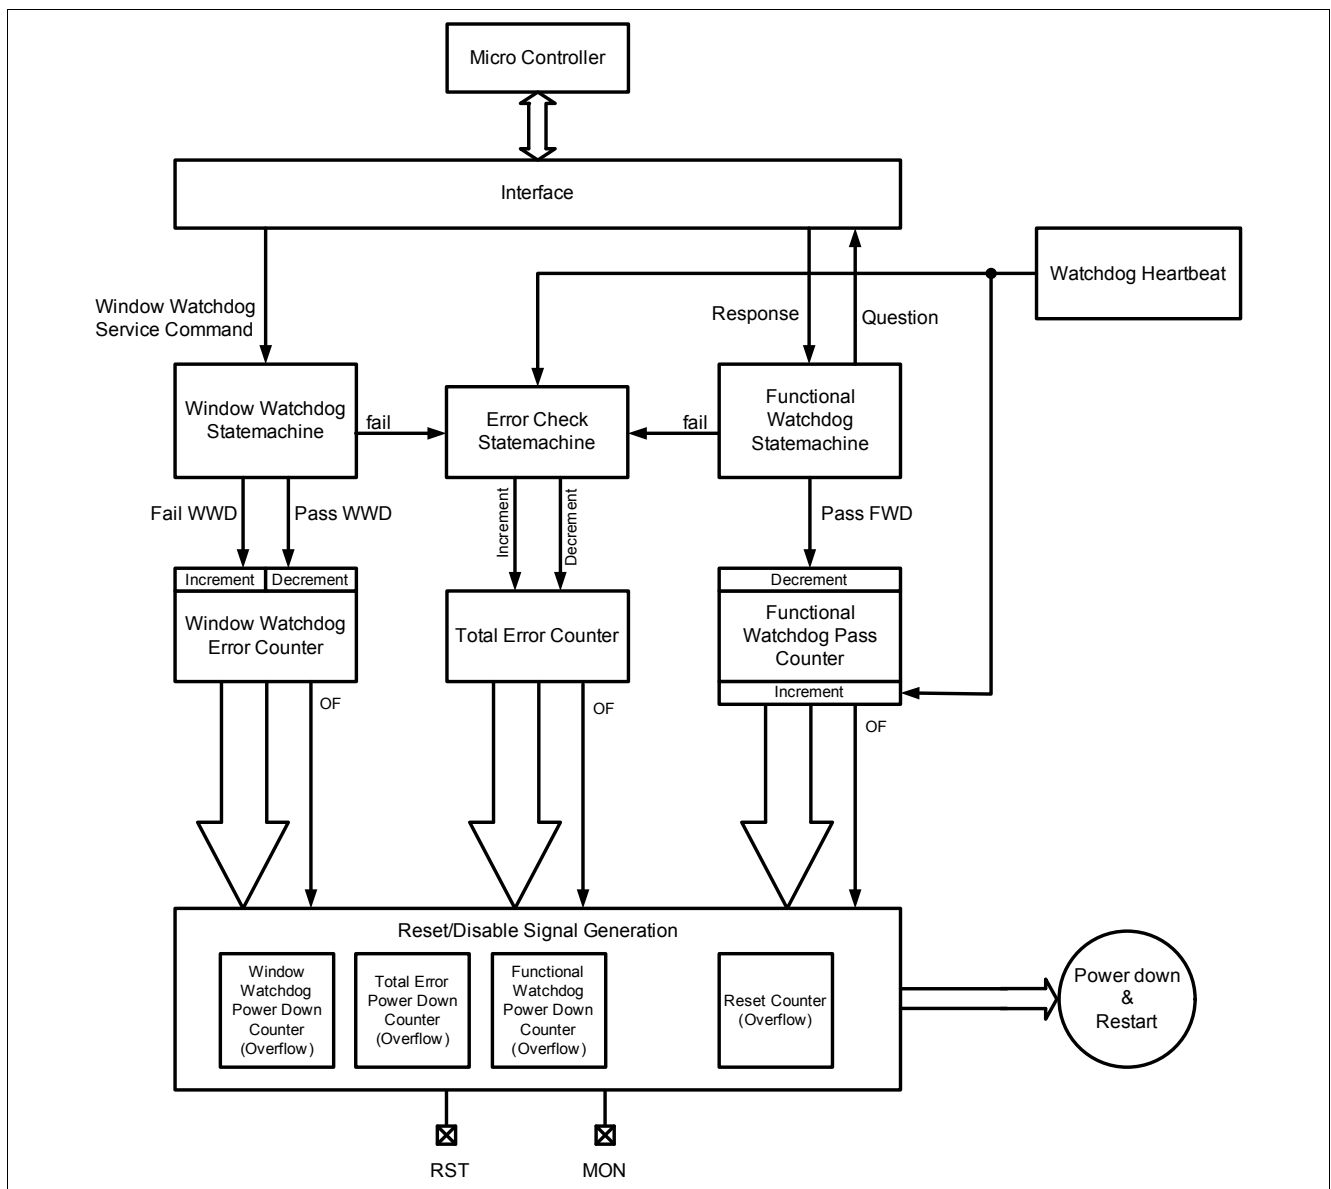 Micro Controller
Interface
Watchdog Heartbeat
Window Watchdog
Service Command
Response
Question
Window Watchdog
Statemachine
fail
Error Check
Statemachine
fail
Functional
Watchdog
Statemachine
Fail WWD
Pass WWD
Increment
Decrement
Pass FWD
Increment
Decrement
Window Watchdog
Error Counter
Total Error Counter
Decrement
Functional
Watchdog Pass
Counter
Increment
OF
OF
OF
Reset/Disable Signal Generation
Window
Watchdog
Power Down
Counter
(Overflow)
Total Error
Power Down
Counter
(Overflow)
Functional
Watchdog
Power Down
Counter
(Overflow)
Reset Counter
(Overflow)
Power down
&
Restart
RST
MON